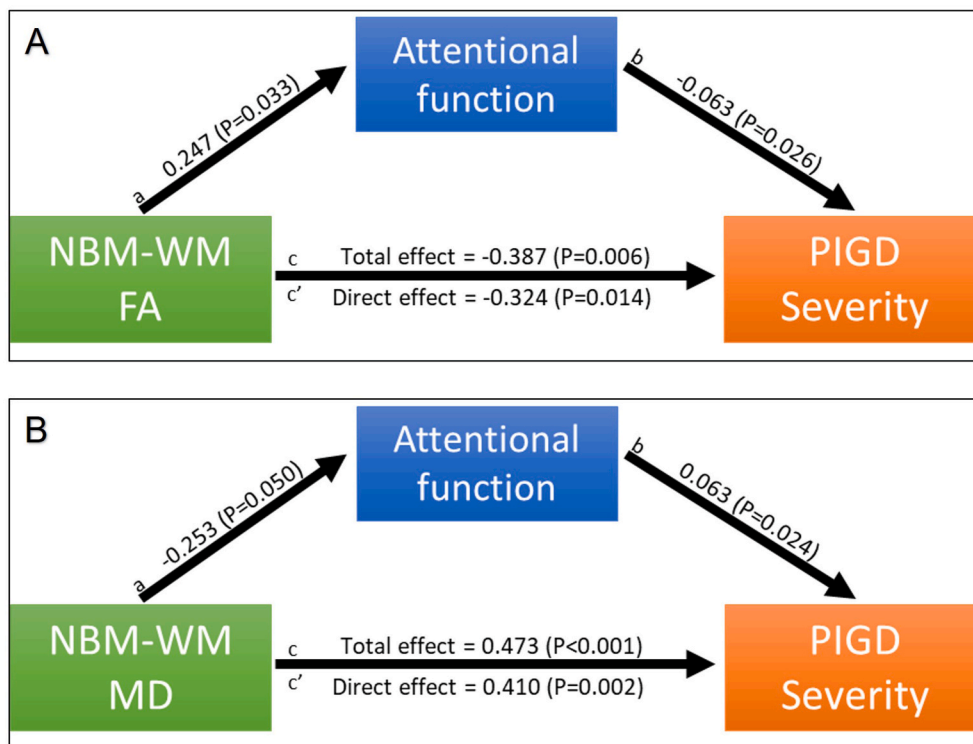 A
Attentional
function
a
0.247 (P=0.033)
b
-0.063 (P=0.026)
NBM-WM
FA
c
Total effect = -0.387 (P=0.006)
c'
Direct effect = -0.324 (P=0.014)
PIGD
Severity
B
Attentional
function
a
-0.253 (P=0.050)
b
0.063 (P=0.024)
NBM-WM
MD
c
Total effect = 0.473 (P<0.001)
c'
Direct effect = 0.410 (P=0.002)
PIGD
Severity